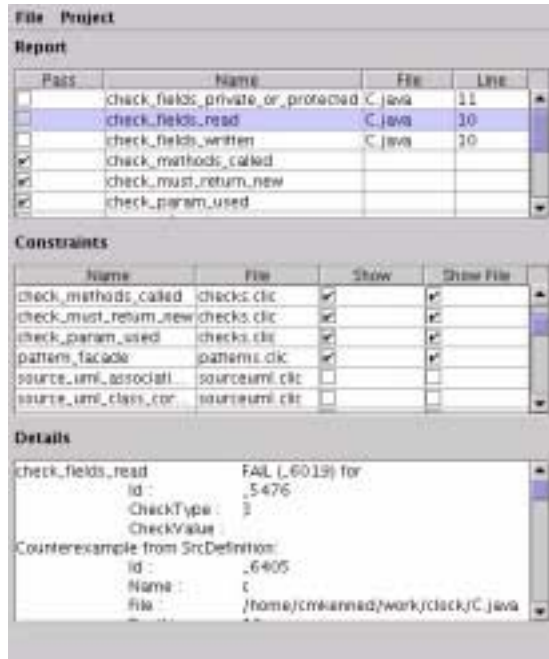 File Project
Report
Pass Name File Line
check_fields_private_or_protected C.java 11
check_fields_read C.java 10
check_fields_written C.java 10
check_methods_called
check_must_return_new
check_param_used
Constraints
Name File Show Show File
check_methods_called checks.clic
check_must_return_new checks.clic
check_param_used checks.clic
pattern_facade patterns.clic
source_uml_associati... sourceuml.clic
source_uml_class_cor... sourceuml.clic
Details
check_fields_read FAIL (_6019) for
Id : _5476
CheckType : 3
CheckValue :
Counterexample from SrcDefinition:
Id : _6405
Name : c
File : /home/cmkenned/work/clock/C.java